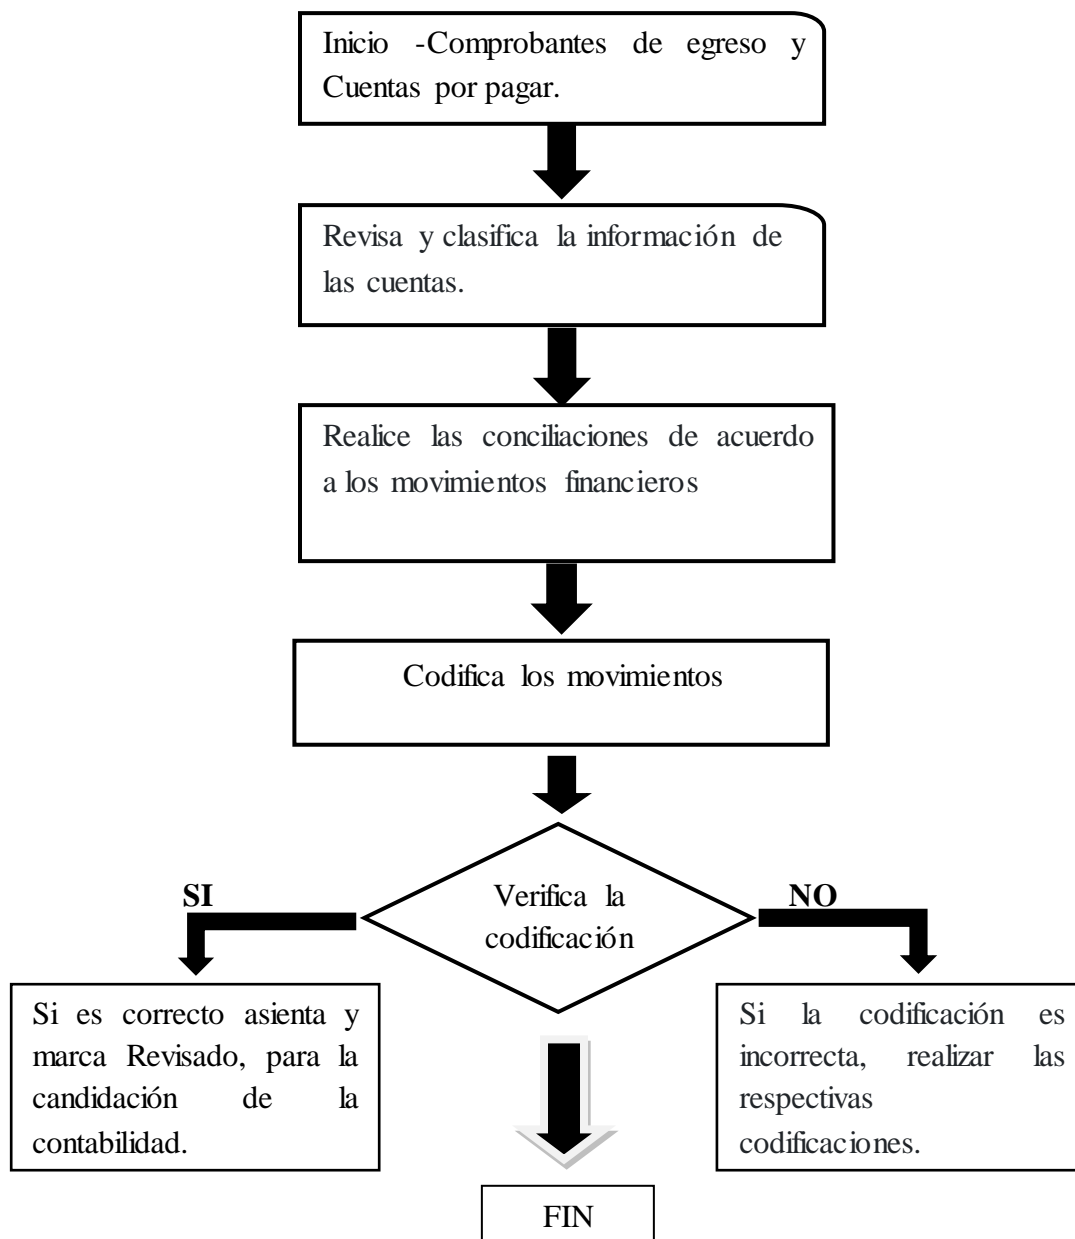 Inicio -Comprobantes de egreso y
Cuentas por pagar.
Revisa y clasifica la información de
las cuentas.
Realice las conciliaciones de acuerdo
a los movimientos financieros
Codifica los movimientos
Verifica la
codificación
SI
NO
Si es correcto asienta y
marca Revisado, para la
candidación de la
contabilidad.
Si la codificación es
incorrecta, realizar las
respectivas
codificaciones.
FIN